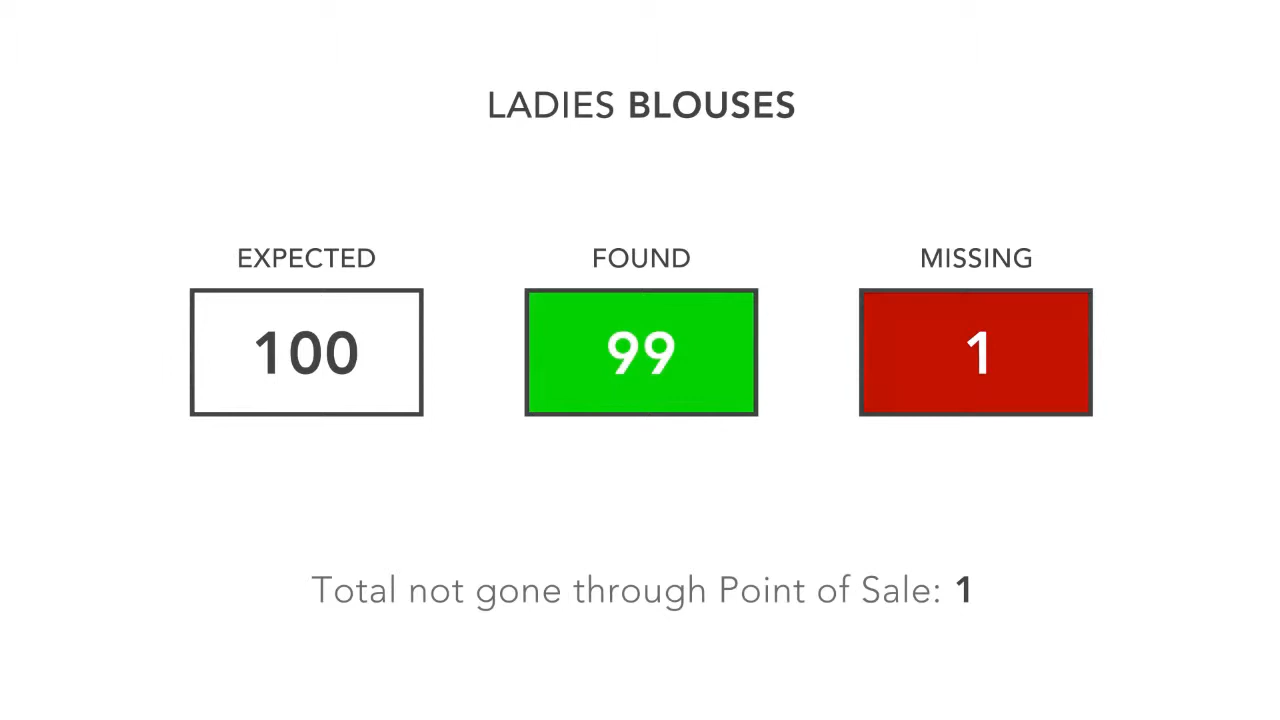 LADIES BLOUSES
EXPECTED FOUND MISSING
100 99 1
Total not gone through Point of Sale: 1